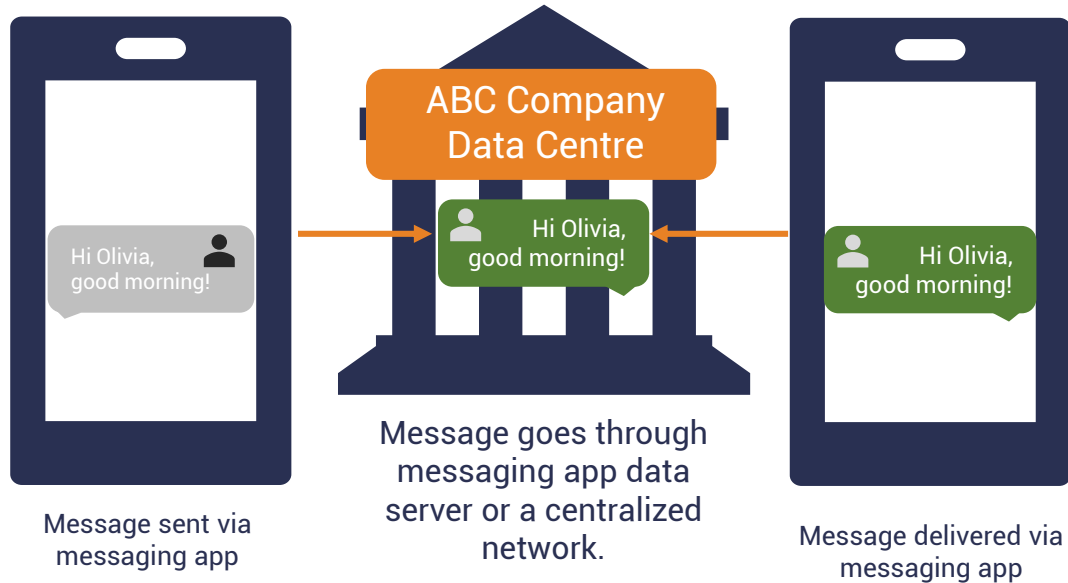 ABC Company
Data Centre
Hi Olivia,
good morning!
Hi Olivia,
good morning!
Hi Olivia,
good morning!
Message sent via
messaging app
Message goes through
messaging app data
server or a centralized
network.
Message delivered via
messaging app